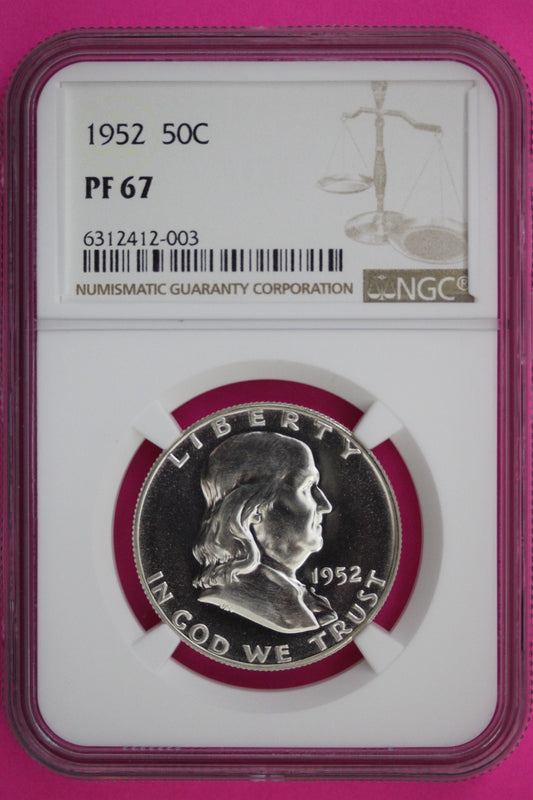 1952 50C
PF 67
6312412-003
NUMISMATIC GUARANTY CORPORATION
NGC®
LIBERTY
1952
IN GOD WE TRUST